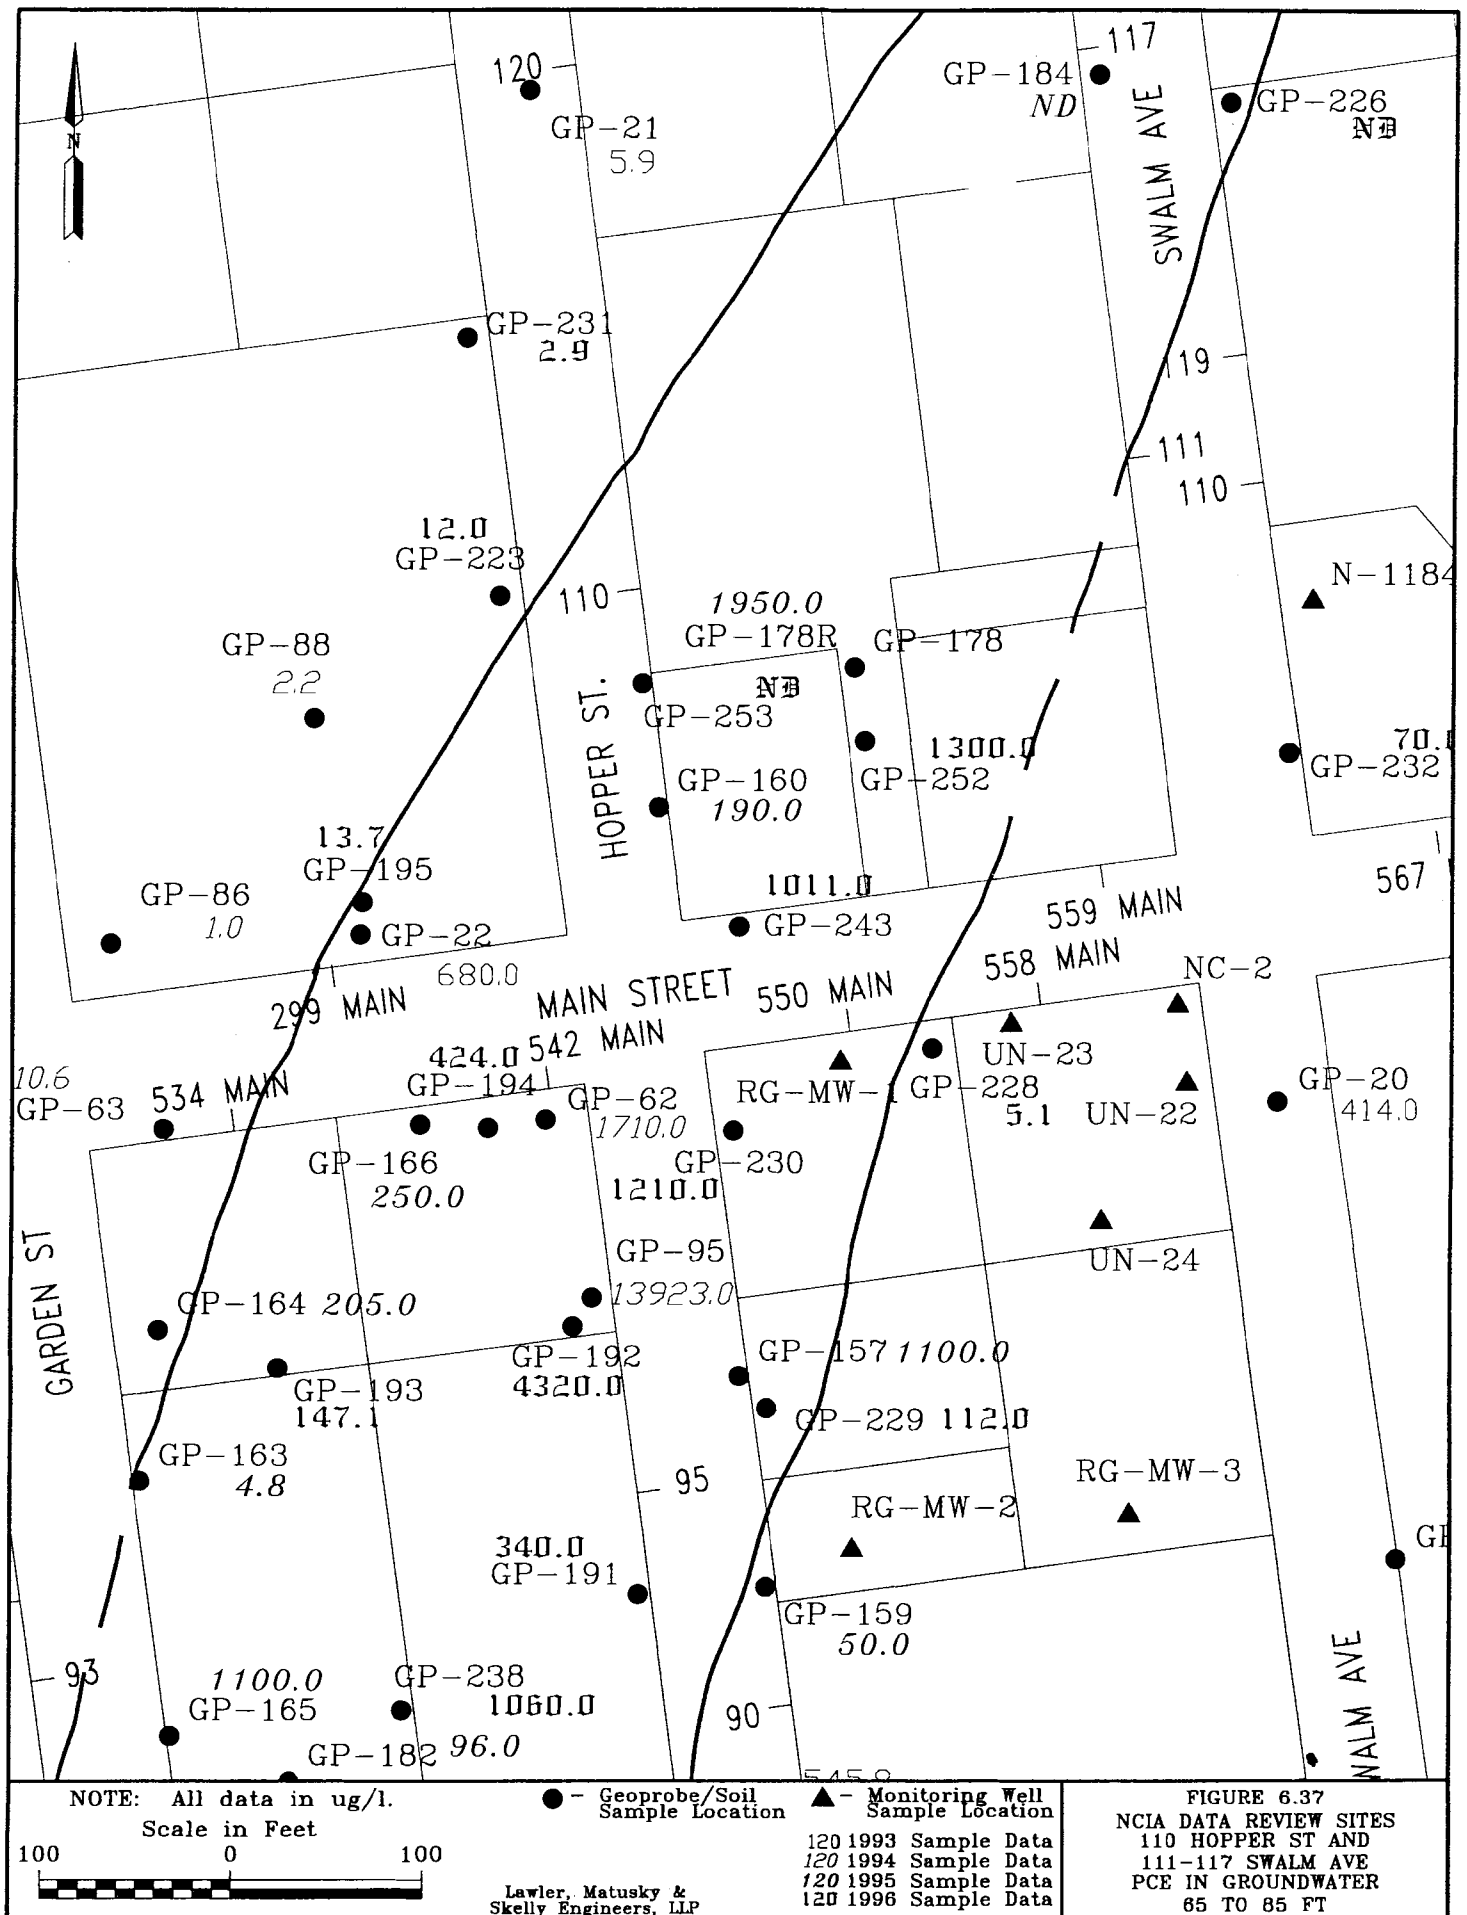 117
120
GP-184
ND
GP-226
ND
GP-21
5.9
SWALM AVE
N
GP-231
2.9
119
111
110
12.0
GP-223
110
1950.0
GP-178R
GP-178
N-1184
GP-88
2.2
ND
GP-253
HOPPER ST.
1300.0
GP-252
GP-232
GP-160
190.0
13.7
GP-195
GP-86
1.0
1011.0
GP-243
567
559 MAIN
GP-22
680.0
558 MAIN
NC-2
299 MAIN
MAIN STREET
550 MAIN
542 MAIN
424.0
GP-194
UN-23
10.6
GP-63
534 MAIN
GP-62
1710.0
RG-MW-1
GP-228
5.1
UN-22
GP-20
414.0
GP-166
250.0
GP-230
1210.0
GARDEN ST
GP-95
13923.0
UN-24
GP-164 205.0
GP-192
4320.0
GP-157 1100.0
GP-193
147.1
GP-229 112.0
GP-163
4.8
95
RG-MW-3
RG-MW-2
340.0
GP-191
GP-159
50.0
93
1100.0
GP-165
GP-238
1060.0
90
GP-182 96.0
WALM AVE
NOTE: All data in ug/l.
Scale in Feet
100 0 100
- Geoprobe/Soil
Sample Location
- Monitoring Well
Sample Location
120 1993 Sample Data
120 1994 Sample Data
120 1995 Sample Data
120 1996 Sample Data
Lawler, Matusky &
Skelly Engineers, LLP
FIGURE 6.37
NCIA DATA REVIEW SITES
110 HOPPER ST AND
111-117 SWALM AVE
PCE IN GROUNDWATER
65 TO 85 FT